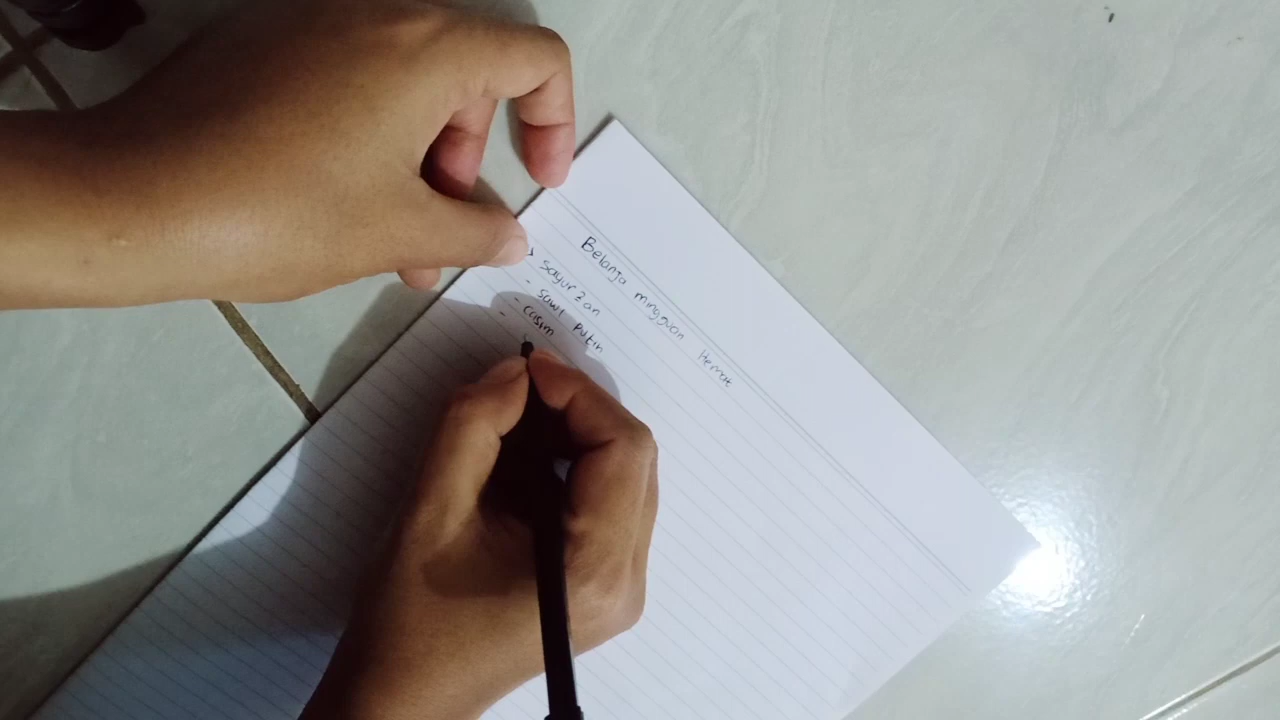 Belanja mingguan Hemat
> Sayur2an
- sawi putih
- caisim
-